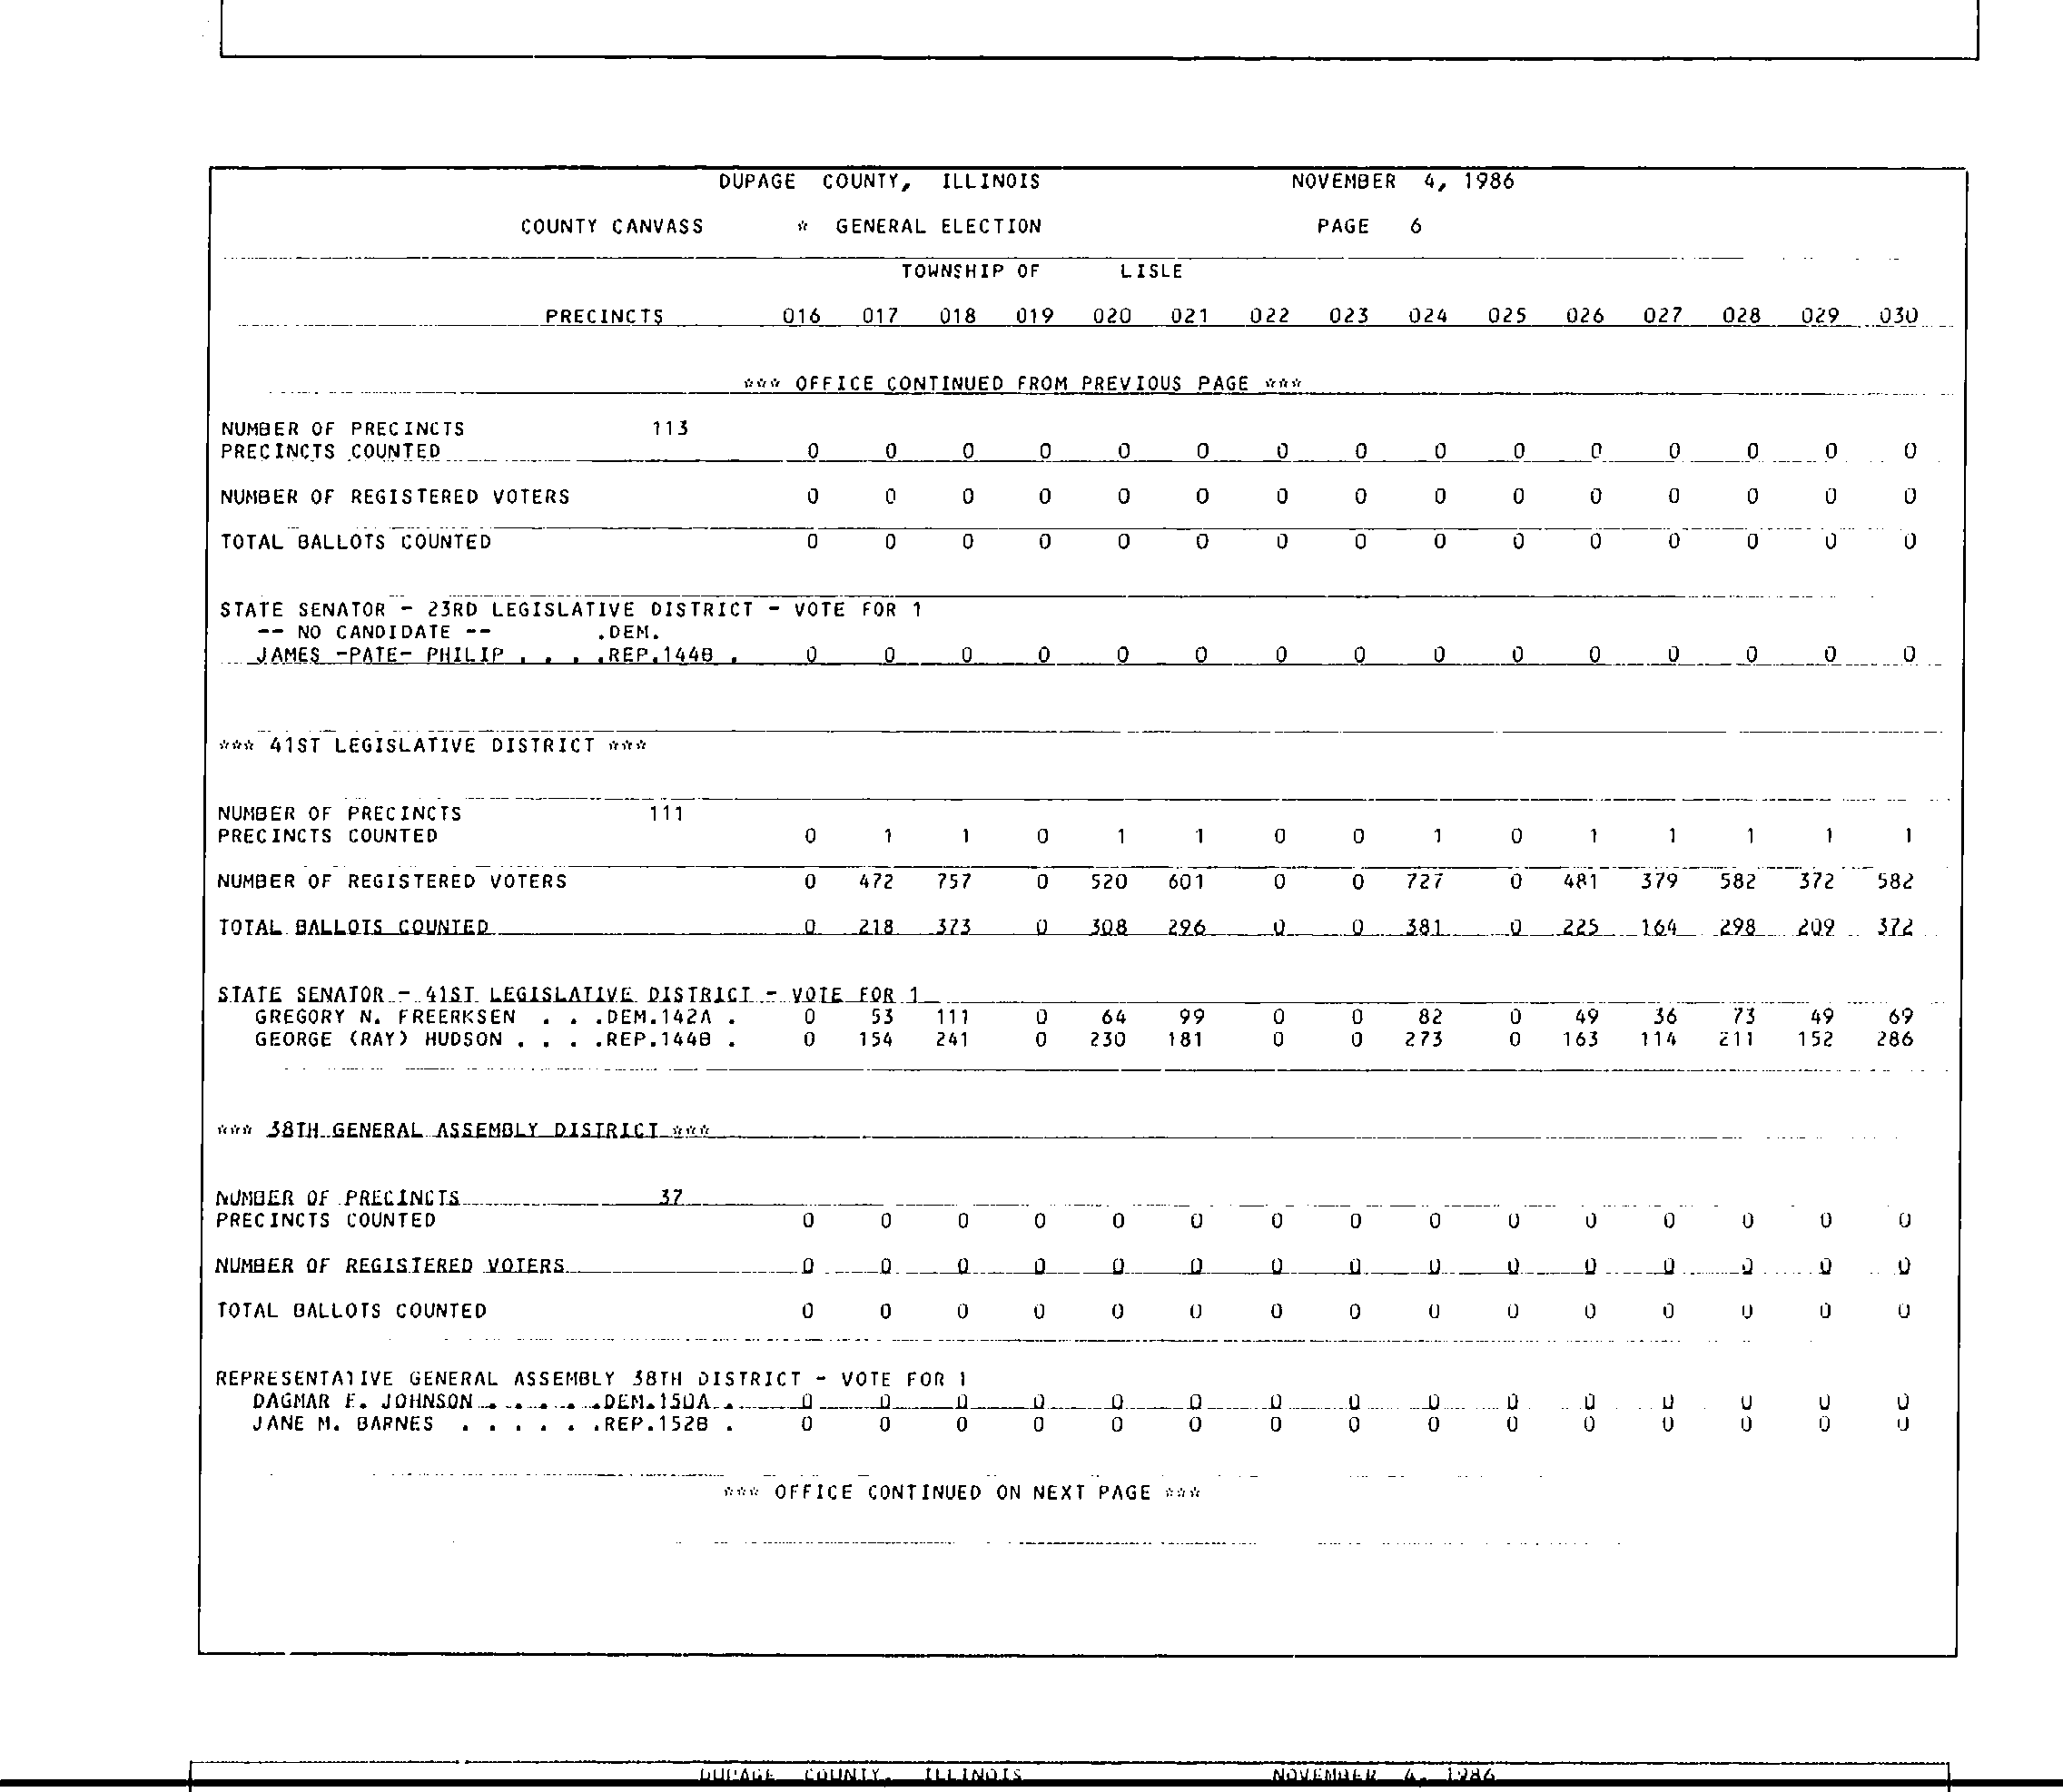 DUPAGE COUNTY, ILLINOIS NOVEMBER 4, 1986
COUNTY CANVASS * GENERAL ELECTION PAGE 6
TOWNSHIP OF LISLE
PRECINCTS 016 017 018 019 020 021 022 023 024 025 026 027 028 029 030
*** OFFICE CONTINUED FROM PREVIOUS PAGE ***
NUMBER OF PRECINCTS 113
PRECINCTS COUNTED 0 0 0 0 0 0 0 0 0 0 0 0 0 0 0
NUMBER OF REGISTERED VOTERS 0 0 0 0 0 0 0 0 0 0 0 0 0 0 0
TOTAL BALLOTS COUNTED 0 0 0 0 0 0 0 0 0 0 0 0 0 0 0
STATE SENATOR - 23RD LEGISLATIVE DISTRICT - VOTE FOR 1
-- NO CANDIDATE -- .DEM.
JAMES -PATE- PHILIP . . . .REP.144B . 0 0 0 0 0 0 0 0 0 0 0 0 0 0 0
*** 41ST LEGISLATIVE DISTRICT ***
NUMBER OF PRECINCTS 111
PRECINCTS COUNTED 0 1 1 0 1 1 0 0 1 0 1 1 1 1 1
NUMBER OF REGISTERED VOTERS 0 472 757 0 520 601 0 0 727 0 481 379 582 372 582
TOTAL BALLOTS COUNTED 0 218 373 0 308 296 0 0 381 0 225 164 298 209 372
STATE SENATOR - 41ST LEGISLATIVE DISTRICT - VOTE FOR 1
GREGORY N. FREERKSEN . . .DEM.142A . 0 53 111 0 64 99 0 0 82 0 49 36 73 49 69
GEORGE (RAY) HUDSON . . . .REP.144B . 0 154 241 0 230 181 0 0 273 0 163 114 211 152 286
*** 38TH GENERAL ASSEMBLY DISTRICT ***
NUMBER OF PRECINCTS 37
PRECINCTS COUNTED 0 0 0 0 0 0 0 0 0 0 0 0 0 0 0
NUMBER OF REGISTERED VOTERS 0 0 0 0 0 0 0 0 0 0 0 0 0 0 0
TOTAL BALLOTS COUNTED 0 0 0 0 0 0 0 0 0 0 0 0 0 0 0
REPRESENTATIVE GENERAL ASSEMBLY 38TH DISTRICT - VOTE FOR 1
DAGMAR E. JOHNSON . . . . .DEM.150A . 0 0 0 0 0 0 0 0 0 0 0 0 0 0 0
JANE M. BARNES . . . . . .REP.152B . 0 0 0 0 0 0 0 0 0 0 0 0 0 0 0
*** OFFICE CONTINUED ON NEXT PAGE ***
DUPAGE COUNTY, ILLINOIS NOVEMBER 4, 1986